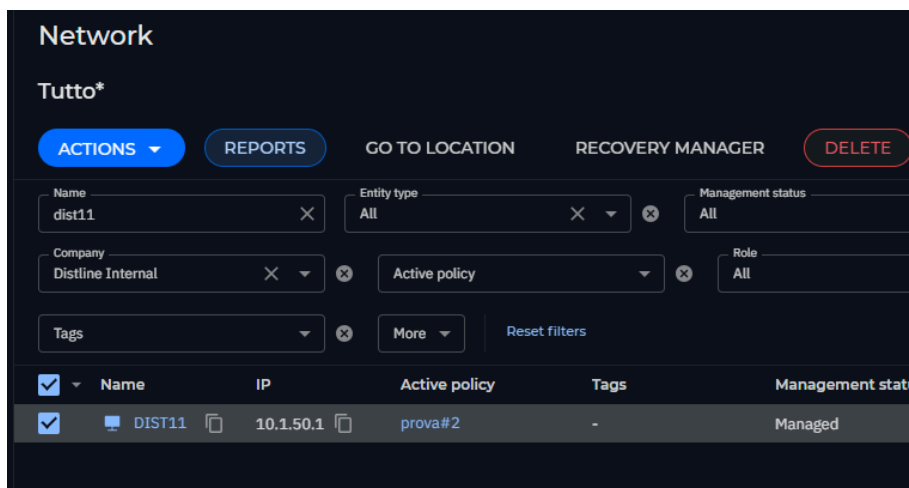 Network
Tutto*
ACTIONS REPORTS GO TO LOCATION RECOVERY MANAGER DELETE
Name Entity type Management status
dist11 All All
Company Role
Distline Internal Active policy All
Tags More Reset filters
Name IP Active policy Tags Management stat
DIST11 10.1.50.1 prova#2 - Managed